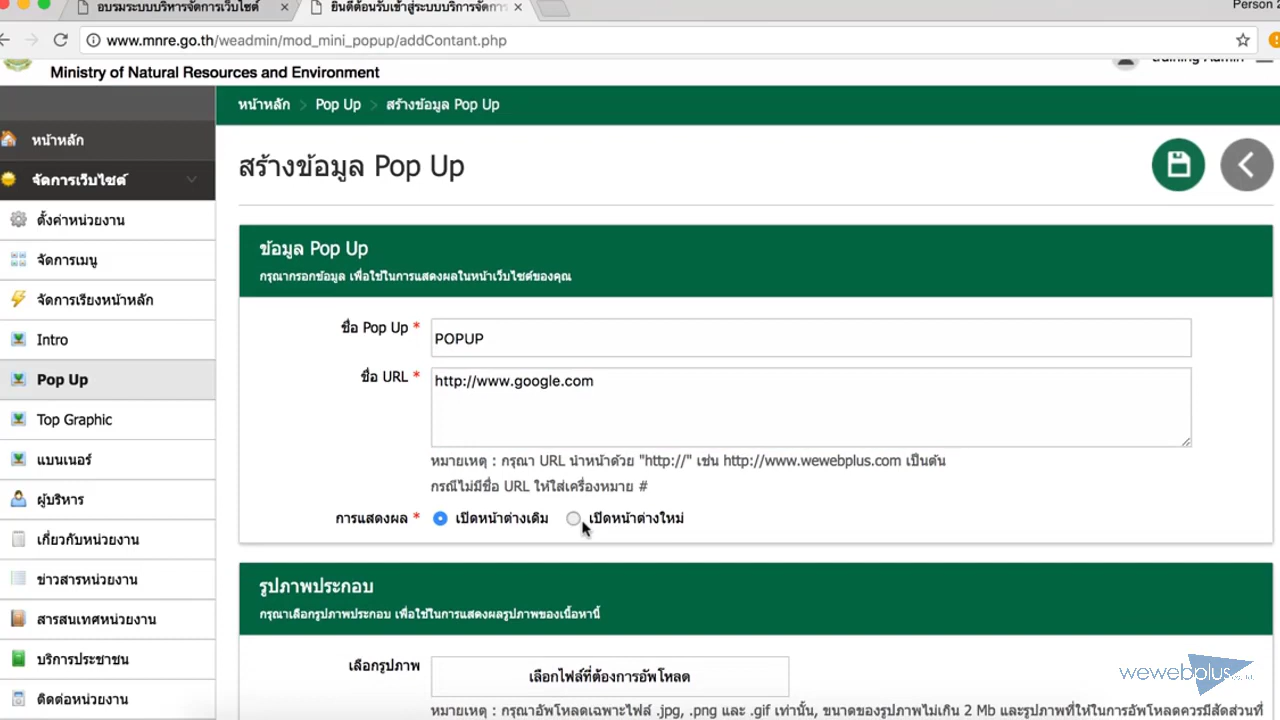 อบรมระบบบริหารจัดการเว็บไซต์
ยินดีต้อนรับเข้าสู่ระบบบริการจัดการ
Person 2
www.mnre.go.th/weadmin/mod_mini_popup/addContant.php
Ministry of Natural Resources and Environment
training Admin
หน้าหลัก > Pop Up > สร้างข้อมูล Pop Up
หน้าหลัก
จัดการเว็บไซต์
ตั้งค่าหน่วยงาน
จัดการเมนู
จัดการเรียงหน้าหลัก
Intro
Pop Up
Top Graphic
แบนเนอร์
ผู้บริหาร
เกี่ยวกับหน่วยงาน
ข่าวสารหน่วยงาน
สารสนเทศหน่วยงาน
บริการประชาชน
ติดต่อหน่วยงาน
สร้างข้อมูล Pop Up
ข้อมูล Pop Up
กรุณากรอกข้อมูล เพื่อใช้ในการแสดงผลในหน้าเว็บไซต์ของคุณ
ชื่อ Pop Up * POPUP
ชื่อ URL * http://www.google.com
หมายเหตุ : กรุณา URL นำหน้าด้วย "http://" เช่น http://www.wewebplus.com เป็นต้น
กรณีไม่มีชื่อ URL ให้ใส่เครื่องหมาย #
การแสดงผล * เปิดหน้าต่างเดิม เปิดหน้าต่างใหม่
รูปภาพประกอบ
กรุณาเลือกรูปภาพประกอบ เพื่อใช้ในการแสดงผลรูปภาพของเนื้อหานี้
เลือกรูปภาพ เลือกไฟล์ที่ต้องการอัพโหลด
หมายเหตุ : กรุณาอัพโหลดเฉพาะไฟล์ .jpg, .png และ .gif เท่านั้น, ขนาดของรูปภาพไม่เกิน 2 Mb และรูปภาพที่ใช้ในการอัพโหลดควรมีสัดส่วนที่
wewebplus co.,ltd.